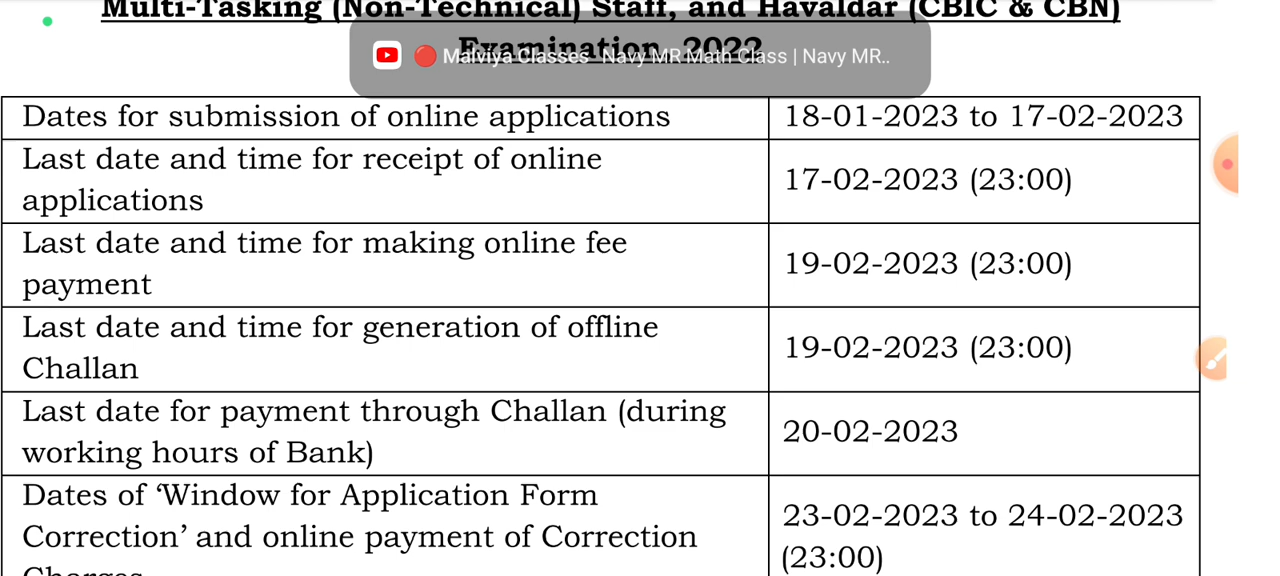 Multi-Tasking (Non-Technical) Staff, and Havaldar (CBIC & CBN)
Examination, 2022
Malviya Classes Navy MR Math Class | Navy MR..
Dates for submission of online applications
18-01-2023 to 17-02-2023
Last date and time for receipt of online
applications
17-02-2023 (23:00)
Last date and time for making online fee
payment
19-02-2023 (23:00)
Last date and time for generation of offline
Challan
19-02-2023 (23:00)
Last date for payment through Challan (during
working hours of Bank)
20-02-2023
Dates of ‘Window for Application Form
Correction’ and online payment of Correction
Charges
23-02-2023 to 24-02-2023
(23:00)